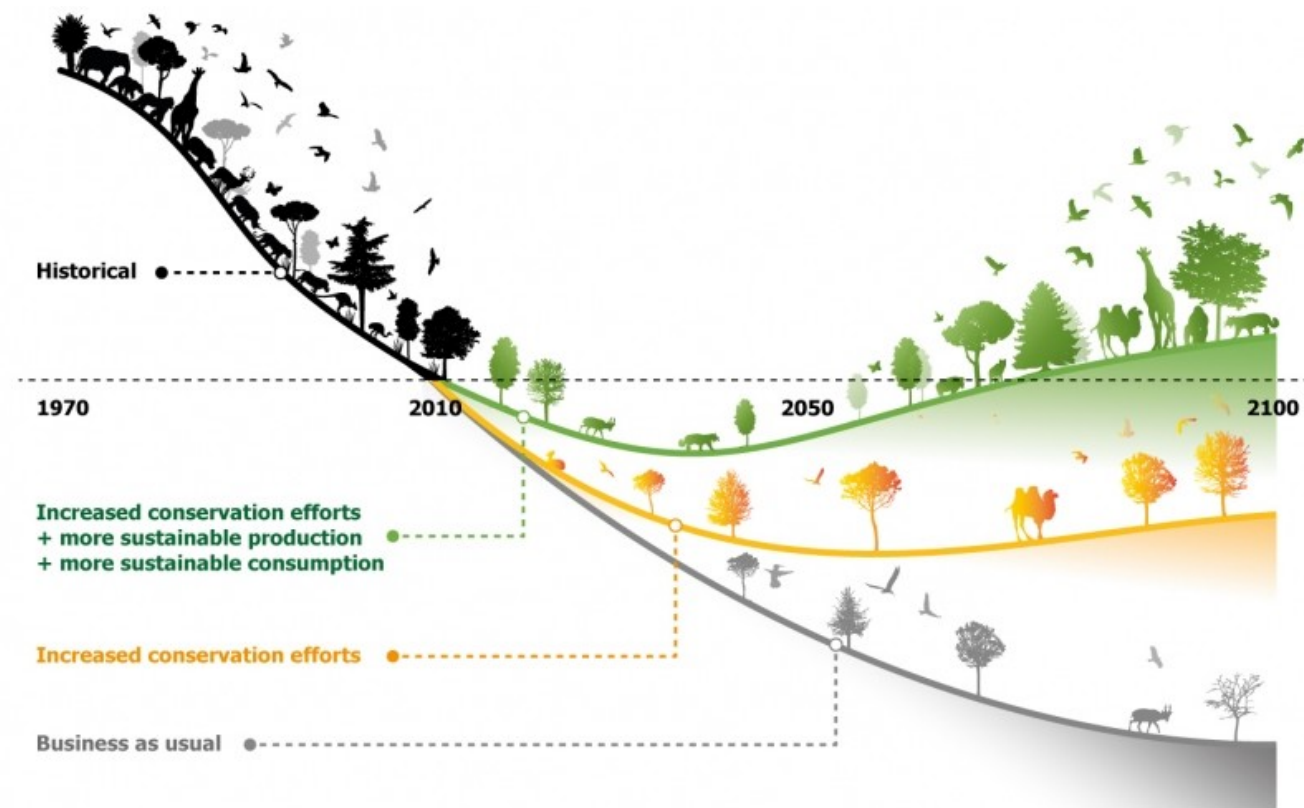 Historical
1970 2010 2050 2100
Increased conservation efforts
+ more sustainable production
+ more sustainable consumption
Increased conservation efforts
Business as usual